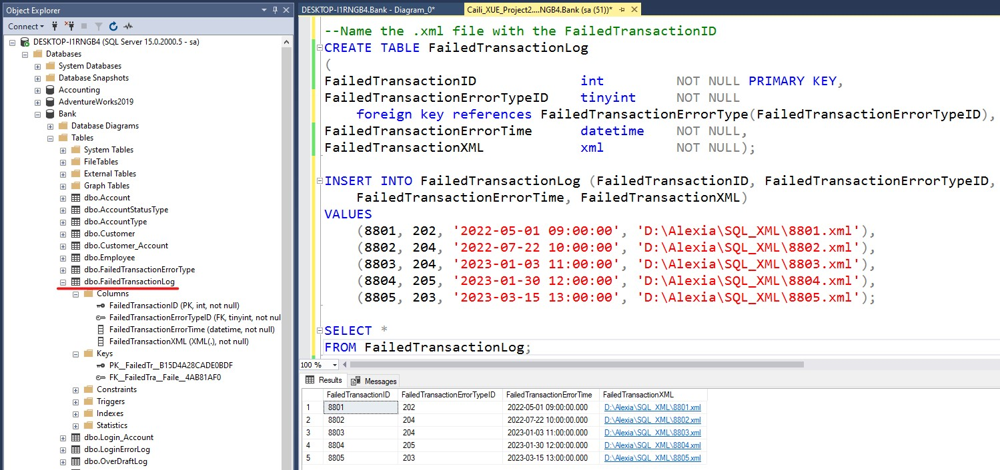 Object Explorer
Connect
DESKTOP-I1RNGB4 (SQL Server 15.0.2000.5 - sa)
Databases
System Databases
Database Snapshots
Accounting
AdventureWorks2019
Bank
Database Diagrams
Tables
System Tables
FileTables
External Tables
Graph Tables
dbo.Account
dbo.AccountStatusType
dbo.AccountType
dbo.Customer
dbo.Customer_Account
dbo.Employee
dbo.FailedTransactionErrorType
dbo.FailedTransactionLog
Columns
FailedTransactionID (PK, int, not null)
FailedTransactionErrorTypeID (FK, tinyint, not nul
FailedTransactionErrorTime (datetime, not null)
FailedTransactionXML (XML(.), not null)
Keys
PK__FailedTr__B15D4A28CADE0BDF
FK__FailedTra__Faile__4AB81AF0
Constraints
Triggers
Indexes
Statistics
dbo.Login_Account
dbo.LoginErrorLog
dbo.OverDraftLog
DESKTOP-I1RNGB4.Bank - Diagram_0*
Caili_XUE_Project2....NGB4.Bank (sa (51))*
--Name the .xml file with the FailedTransactionID
CREATE TABLE FailedTransactionLog
(
FailedTransactionID int NOT NULL PRIMARY KEY,
FailedTransactionErrorTypeID tinyint NOT NULL
foreign key references FailedTransactionErrorType(FailedTransactionErrorTypeID),
FailedTransactionErrorTime datetime NOT NULL,
FailedTransactionXML xml NOT NULL);
INSERT INTO FailedTransactionLog (FailedTransactionID, FailedTransactionErrorTypeID,
FailedTransactionErrorTime, FailedTransactionXML)
VALUES
(8801, 202, '2022-05-01 09:00:00', 'D:\Alexia\SQL_XML\8801.xml'),
(8802, 204, '2022-07-22 10:00:00', 'D:\Alexia\SQL_XML\8802.xml'),
(8803, 204, '2023-01-03 11:00:00', 'D:\Alexia\SQL_XML\8803.xml'),
(8804, 205, '2023-01-30 12:00:00', 'D:\Alexia\SQL_XML\8804.xml'),
(8805, 203, '2023-03-15 13:00:00', 'D:\Alexia\SQL_XML\8805.xml');
SELECT *
FROM FailedTransactionLog;
100 %
Results Messages
FailedTransactionID FailedTransactionErrorTypeID FailedTransactionErrorTime FailedTransactionXML
1 8801 202 2022-05-01 09:00:00.000 D:\Alexia\SQL_XML\8801.xml
2 8802 204 2022-07-22 10:00:00.000 D:\Alexia\SQL_XML\8802.xml
3 8803 204 2023-01-03 11:00:00.000 D:\Alexia\SQL_XML\8803.xml
4 8804 205 2023-01-30 12:00:00.000 D:\Alexia\SQL_XML\8804.xml
5 8805 203 2023-03-15 13:00:00.000 D:\Alexia\SQL_XML\8805.xml